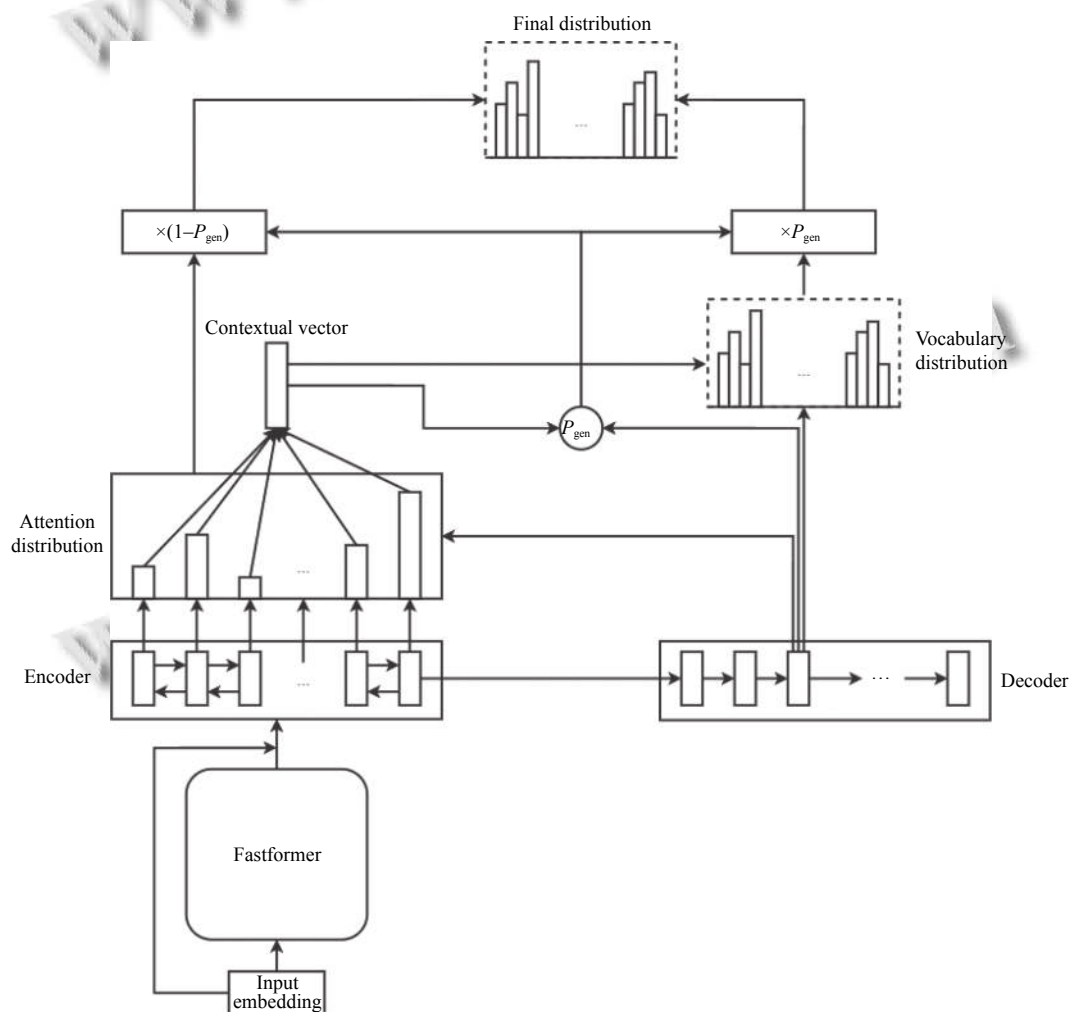 Final distribution
...
×(1–Pgen)
×Pgen
Contextual vector
Vocabulary
distribution
...
Pgen
Attention
distribution
...
Encoder
...
...
Decoder
Fastformer
Input
embedding